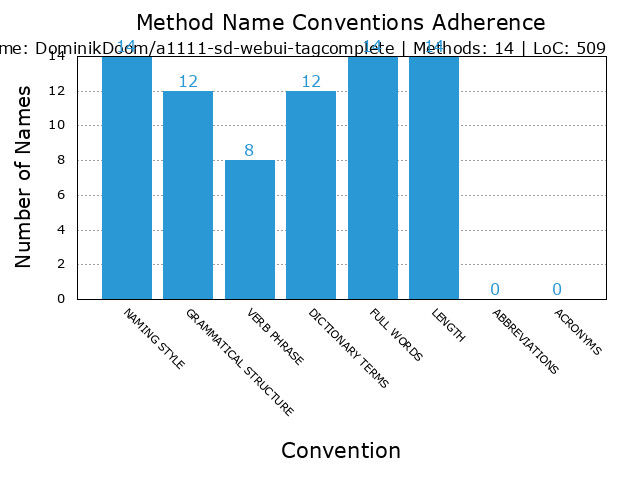 Method Name Conventions Adherence
me: DominikDoom/a1111-sd-webui-tagcomplete | Methods: 14 | LoC: 509
14 12 8 12 14 14 0 0
14
12
10
8
6
4
2
0
Number of Names
NAMING STYLE
GRAMMATICAL STRUCTURE
VERB PHRASE
DICTIONARY TERMS
FULL WORDS
LENGTH
ABBREVIATIONS
ACRONYMS
Convention